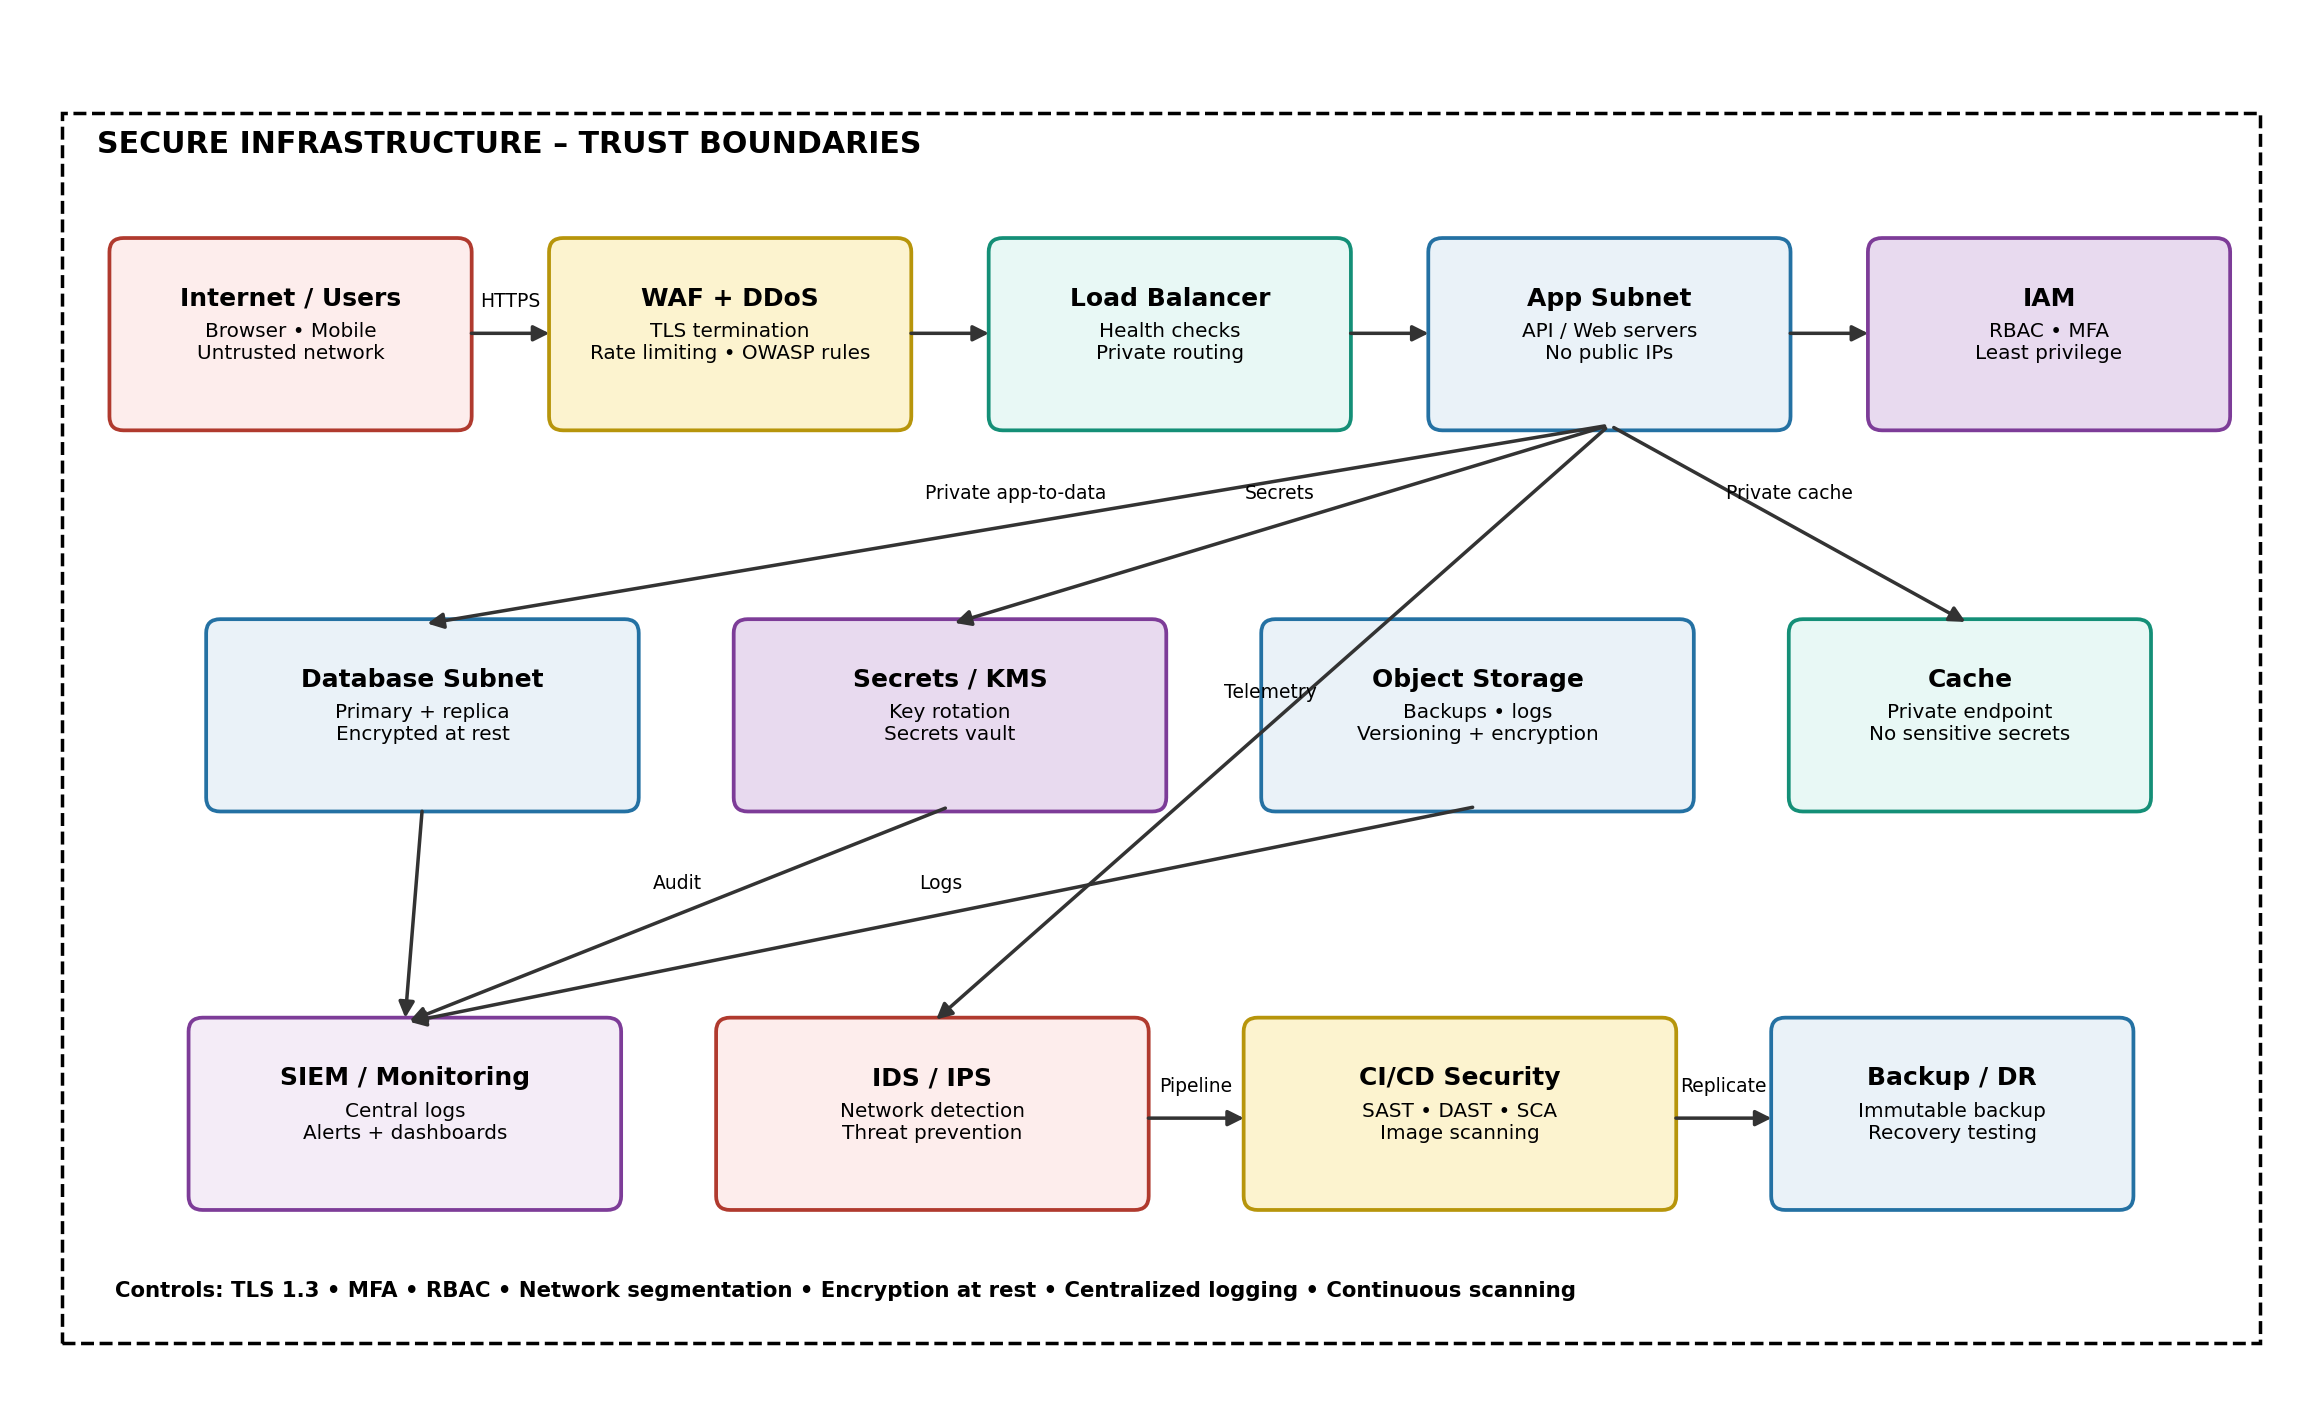 SECURE INFRASTRUCTURE – TRUST BOUNDARIES
Internet / Users
Browser • Mobile
Untrusted network
HTTPS
WAF + DDoS
TLS termination
Rate limiting • OWASP rules
Load Balancer
Health checks
Private routing
App Subnet
API / Web servers
No public IPs
IAM
RBAC • MFA
Least privilege
Private app-to-data
Secrets
Private cache
Database Subnet
Primary + replica
Encrypted at rest
Secrets / KMS
Key rotation
Secrets vault
Telemetry
Object Storage
Backups • logs
Versioning + encryption
Cache
Private endpoint
No sensitive secrets
Audit
Logs
SIEM / Monitoring
Central logs
Alerts + dashboards
IDS / IPS
Network detection
Threat prevention
Pipeline
CI/CD Security
SAST • DAST • SCA
Image scanning
Replicate
Backup / DR
Immutable backup
Recovery testing
Controls: TLS 1.3 • MFA • RBAC • Network segmentation • Encryption at rest • Centralized logging • Continuous scanning